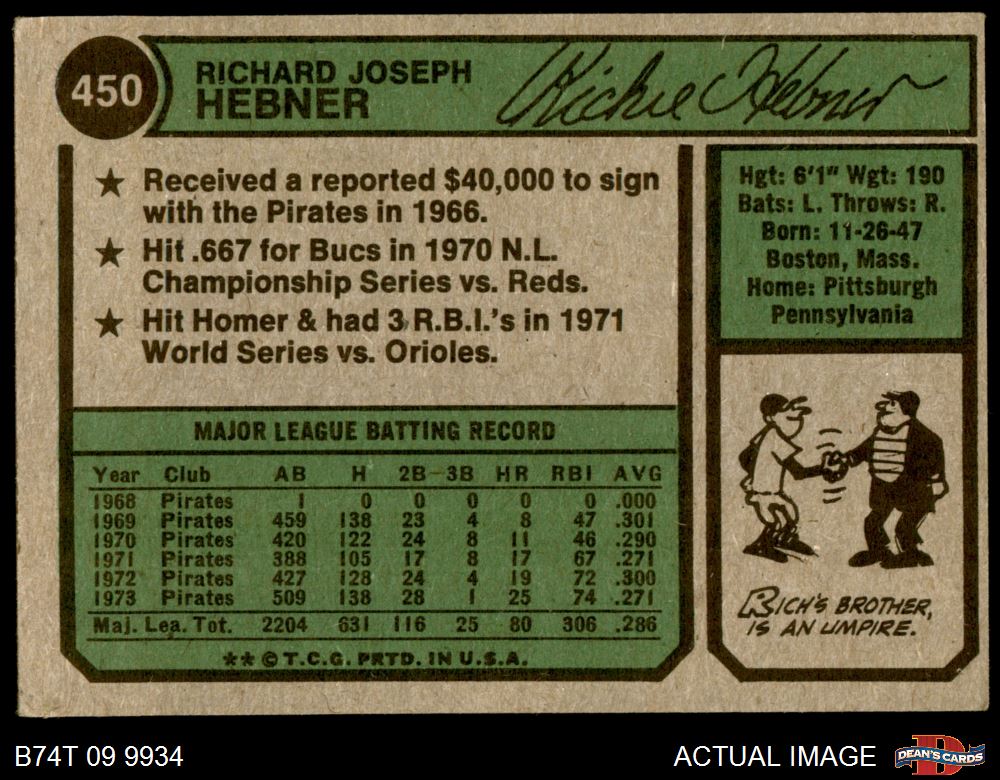 450
RICHARD JOSEPH
HEBNER
Richie Hebner
★ Received a reported $40,000 to sign
with the Pirates in 1966.
★ Hit .667 for Bucs in 1970 N.L.
Championship Series vs. Reds.
★ Hit Homer & had 3 R.B.I.'s in 1971
World Series vs. Orioles.
Hgt: 6'1" Wgt: 190
Bats: L. Throws: R.
Born: 11-26-47
Boston, Mass.
Home: Pittsburgh
Pennsylvania
MAJOR LEAGUE BATTING RECORD
Year Club AB H 2B 3B HR RBI AVG
1968 Pirates 1 0 0 0 0 0 .000
1969 Pirates 459 138 23 4 8 47 .301
1970 Pirates 420 122 24 8 11 46 .290
1971 Pirates 388 105 17 8 17 67 .271
1972 Pirates 427 128 24 4 19 72 .300
1973 Pirates 509 138 28 1 25 74 .271
Maj. Lea. Tot. 2204 631 116 25 80 306 .286
★★ © T.C.G. PRTD. IN U.S.A.
RICH'S BROTHER,
IS AN UMPIRE.
B74T 09 9934
ACTUAL IMAGE
D
DEAN'S CARDS